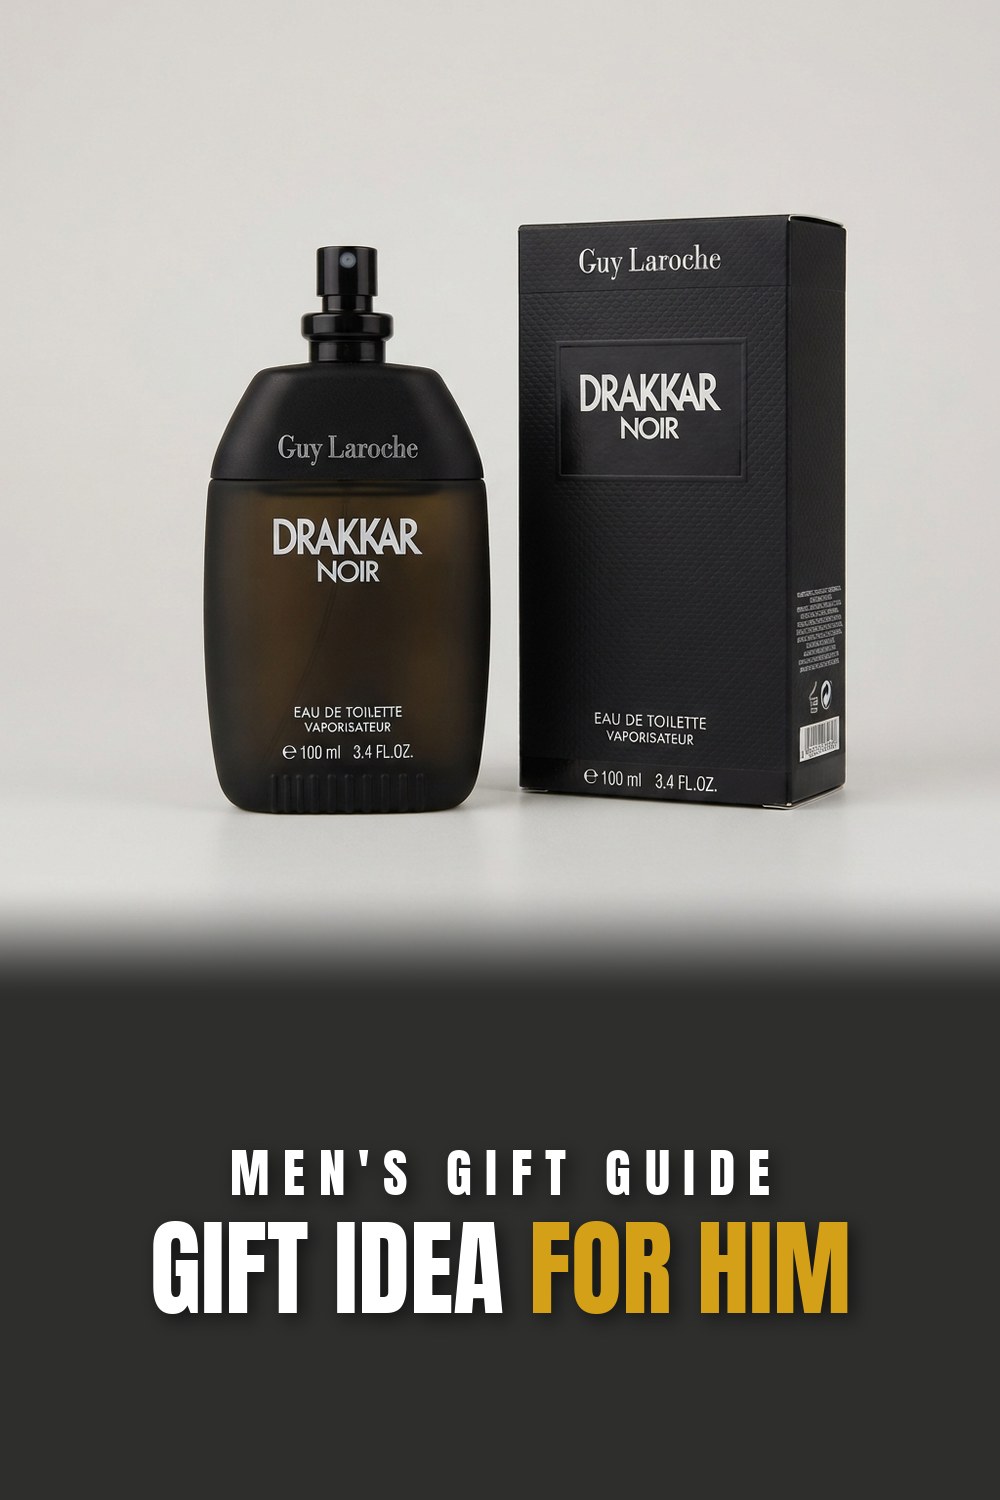 Guy Laroche
DRAKKAR
NOIR
EAU DE TOILETTE
VAPORISATEUR
℮ 100 ml 3.4 FL.OZ.
Guy Laroche
DRAKKAR
NOIR
EAU DE TOILETTE
VAPORISATEUR
℮ 100 ml 3.4 FL.OZ.
MEN'S GIFT GUIDE
GIFT IDEA FOR HIM